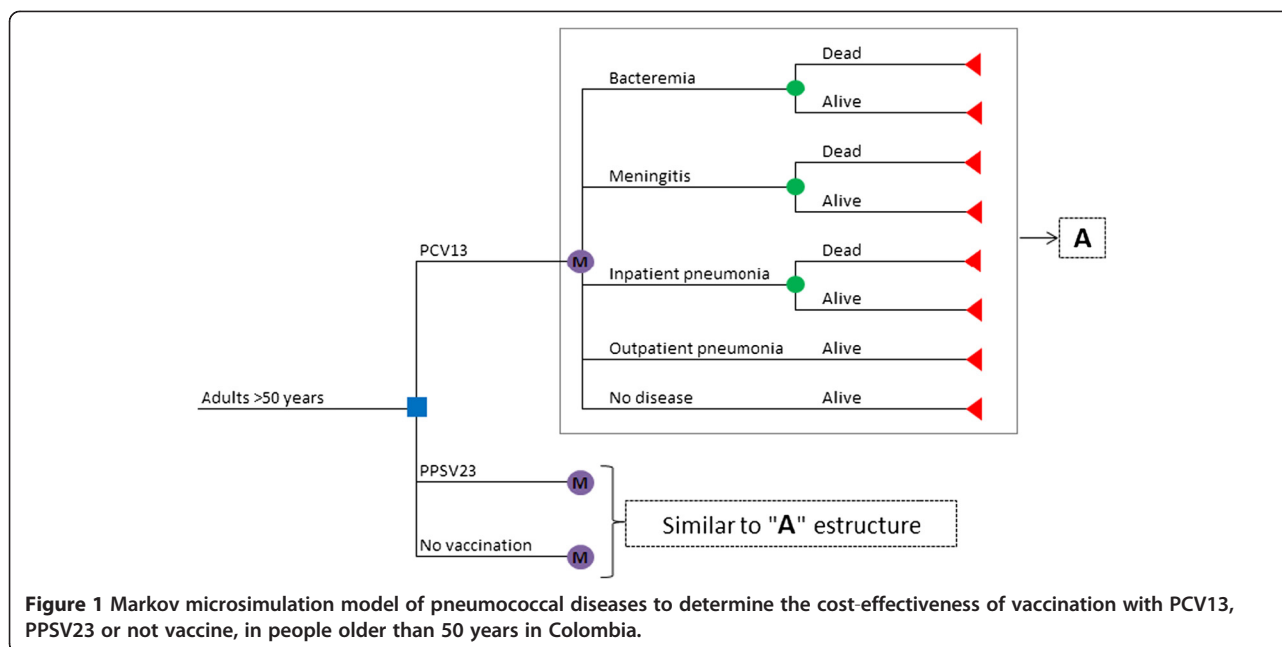 Dead
Bacteremia
Alive
Dead
Meningitis
Alive
A
PCV13
M
Dead
Inpatient pneumonia
Alive
Outpatient pneumonia Alive
Adults >50 years
No disease Alive
PPSV23
M
Similar to "A" estructure
No vaccination
M
Figure 1 Markov microsimulation model of pneumococcal diseases to determine the cost-effectiveness of vaccination with PCV13,
PPSV23 or not vaccine, in people older than 50 years in Colombia.